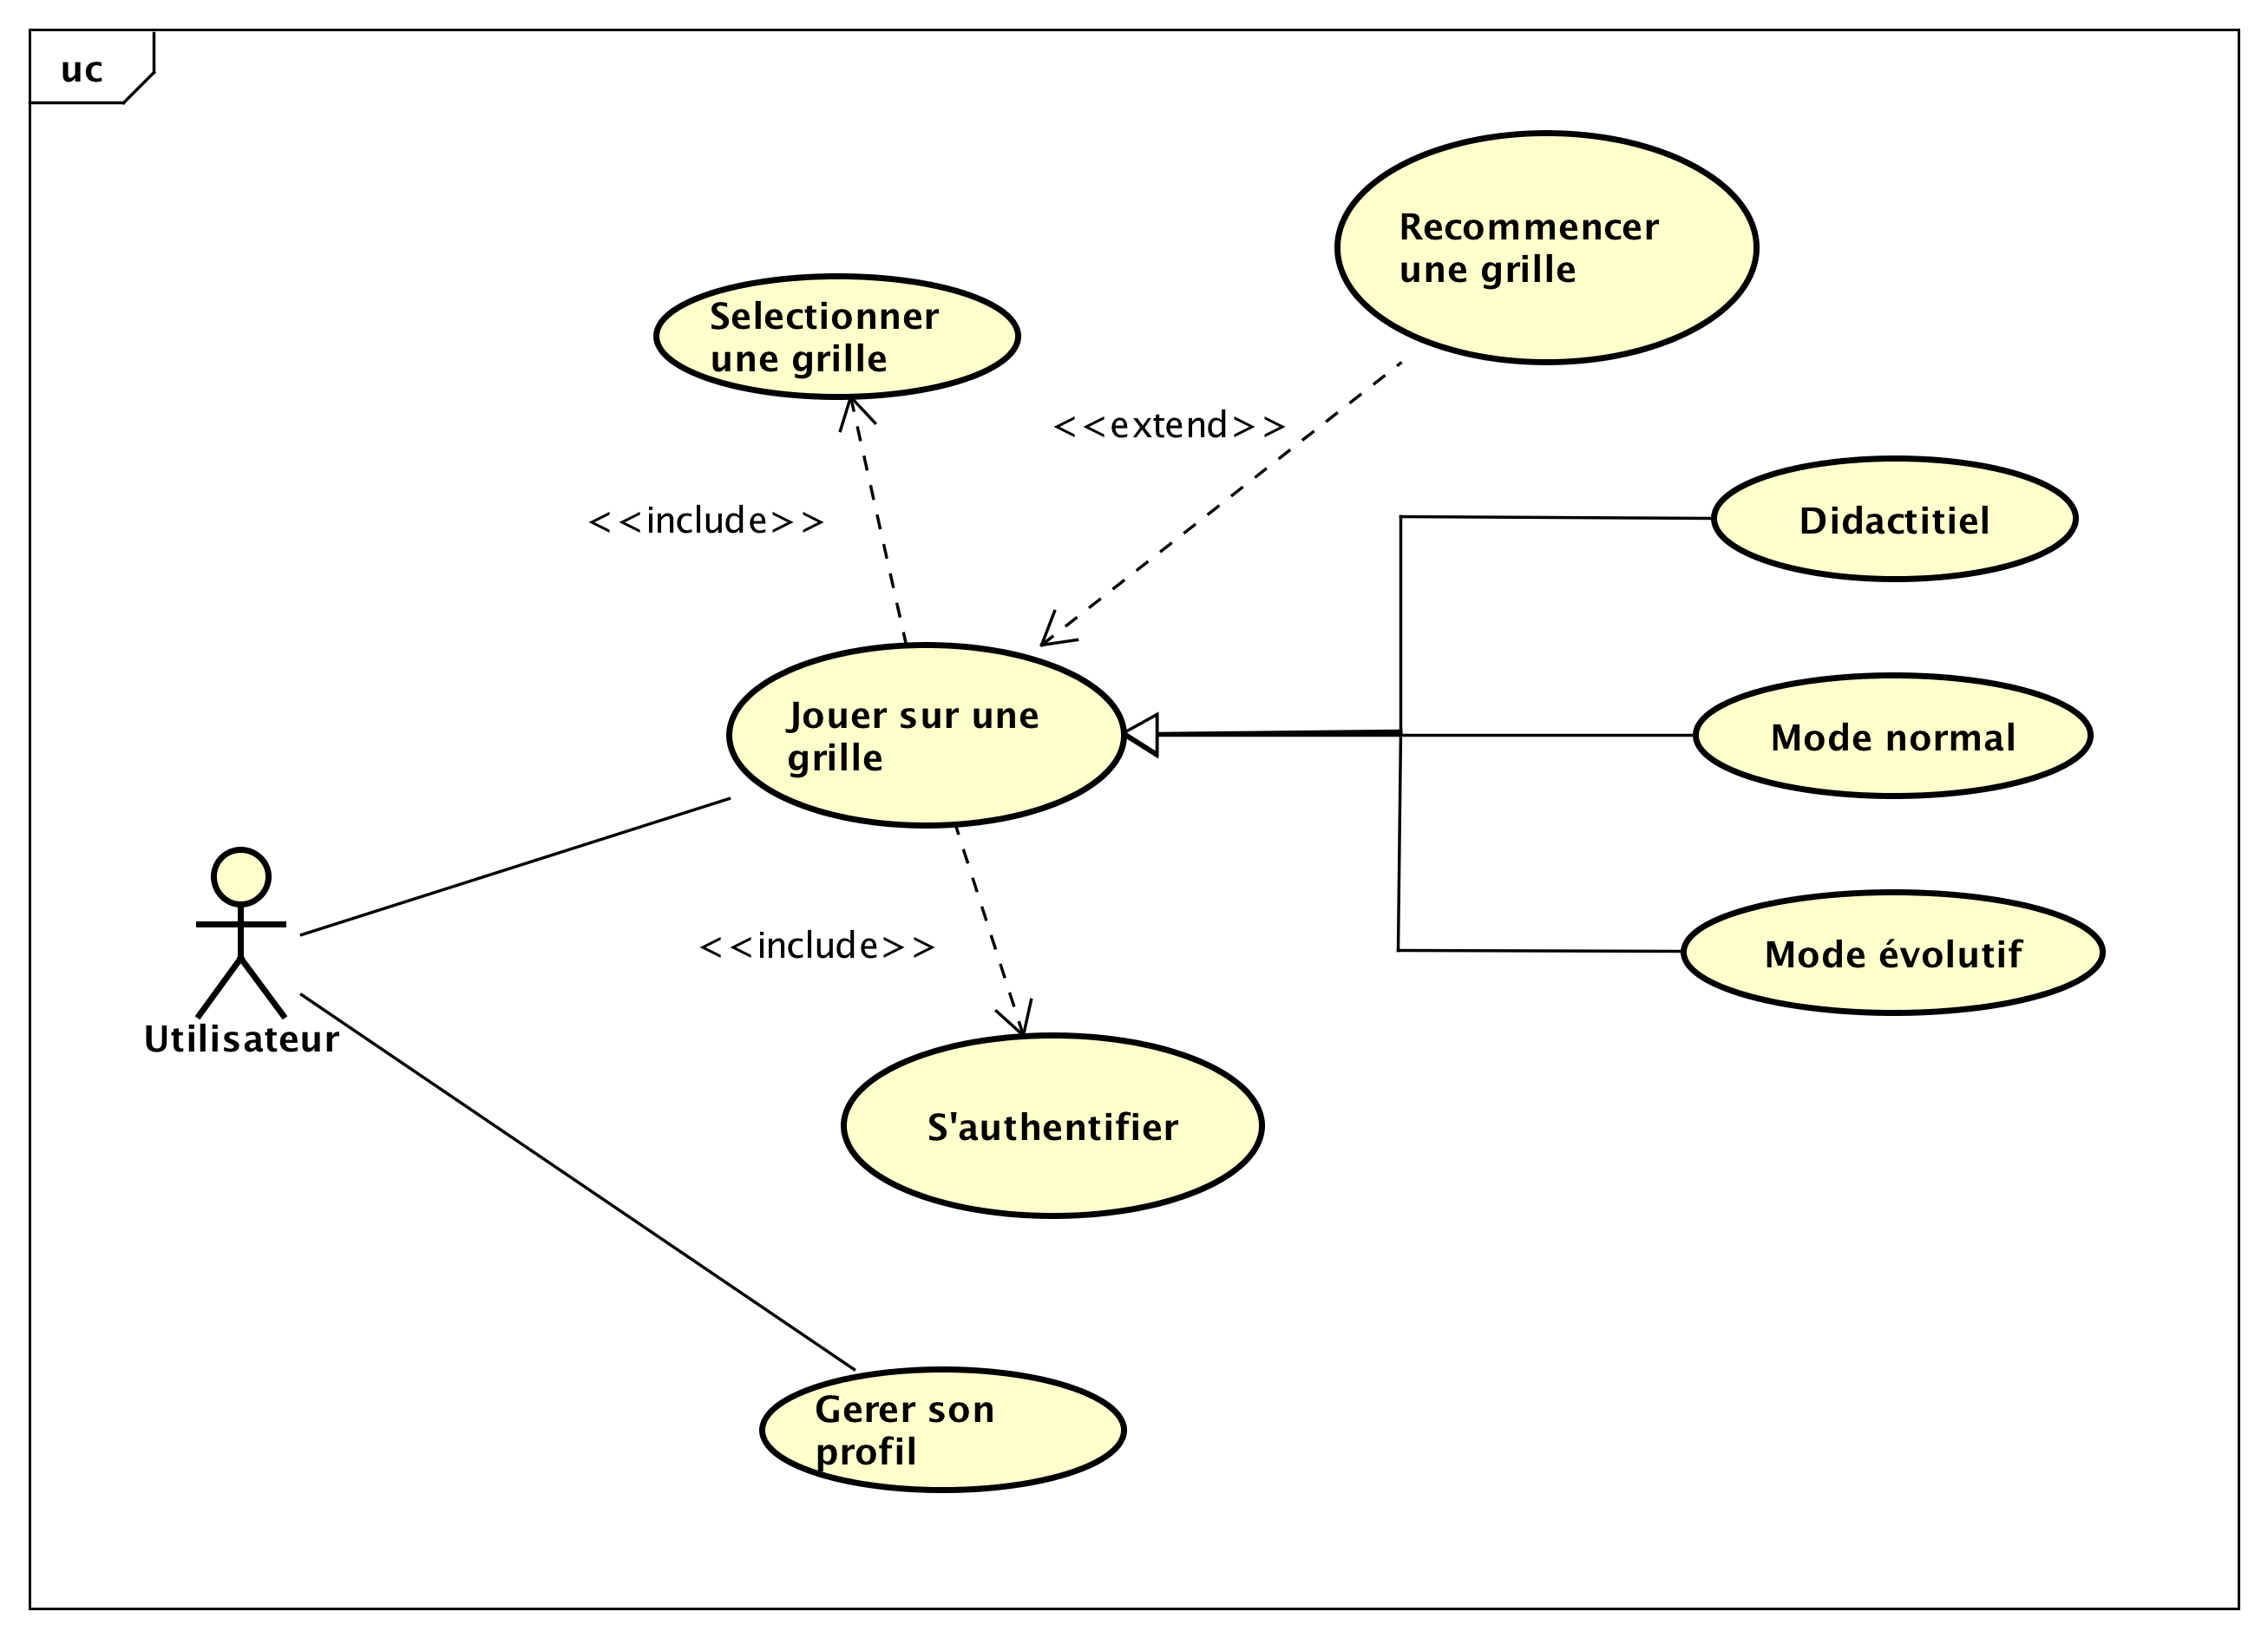 uc
Recommencer
une grille
Selectionner
une grille
<<extend>>
<<include>>
Didactitiel
Jouer sur une
grille
Mode normal
<<include>>
Mode évolutif
Utilisateur
S'authentifier
Gerer son
profil